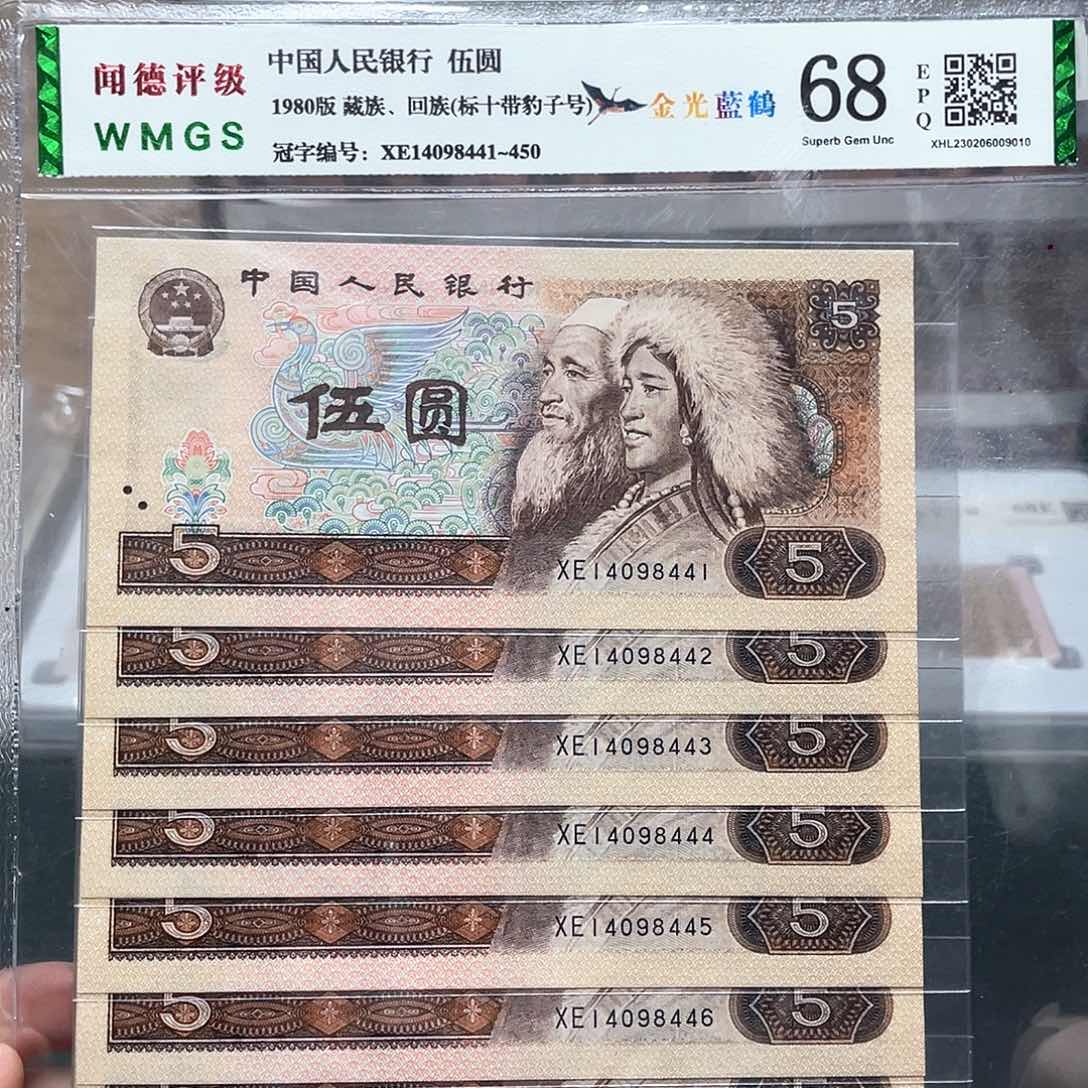 闻德评级
WMGS
中国人民银行 伍圆
1980版 藏族、回族(标十带豹子号)
冠字编号：XE14098441~450
金光蓝鹤
68
Superb Gem Unc
EPQ
XHL230206009010
中国人民银行
5
伍圆
5
XE14098441
5
5
XE14098442
5
5
XE14098443
5
5
XE14098444
5
5
XE14098445
5
5
XE14098446
5